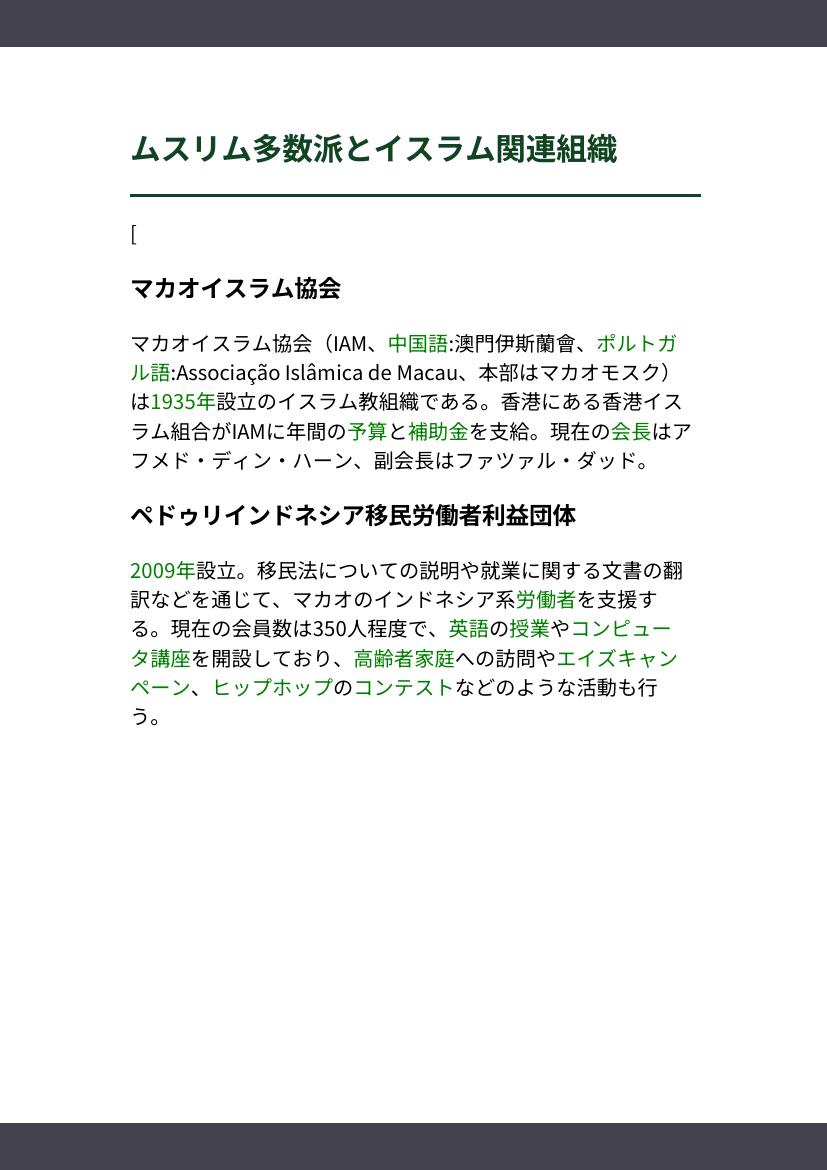 ムスリム多数派とイスラム関連組織
[
マカオイスラム協会
マカオイスラム協会（IAM、中国語:澳門伊斯蘭會、ポルトガ
ル語:Associação Islâmica de Macau、本部はマカオモスク）
は1935年設立のイスラム教組織である。香港にある香港イス
ラム組合がIAMに年間の予算と補助金を支給。現在の会長はア
フメド・ディン・ハーン、副会長はファツァル・ダッド。
ペドゥリインドネシア移民労働者利益団体
2009年設立。移民法についての説明や就業に関する文書の翻
訳などを通じて、マカオのインドネシア系労働者を支援す
る。現在の会員数は350人程度で、英語の授業やコンピュー
タ講座を開設しており、高齢者家庭への訪問やエイズキャン
ペーン、ヒップホップのコンテストなどのような活動も行
う。